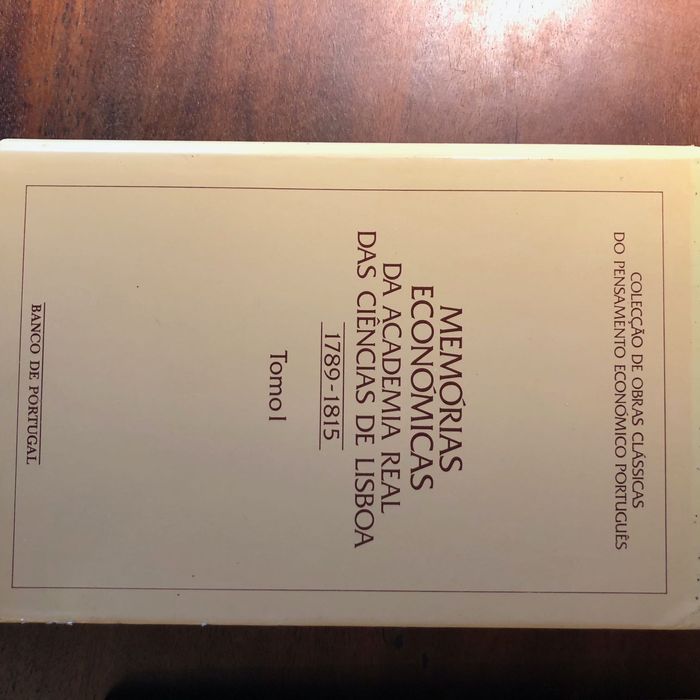 COLECÇÃO DE OBRAS CLÁSSICAS
DO PENSAMENTO ECONÓMICO PORTUGUÊS
MEMÓRIAS
ECONÓMICAS
DA ACADEMIA REAL
DAS CIÊNCIAS DE LISBOA
1789-1815
Tomo I
BANCO DE PORTUGAL